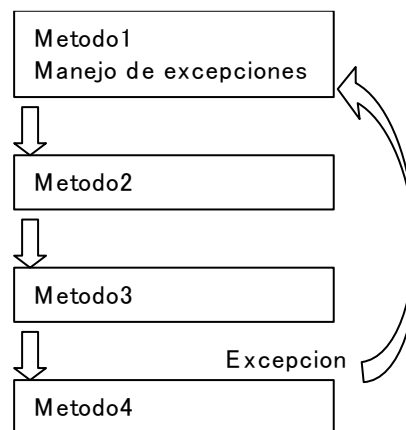 Metodo1
Manejo de excepciones
Metodo2
Metodo3
Excepcion
Metodo4